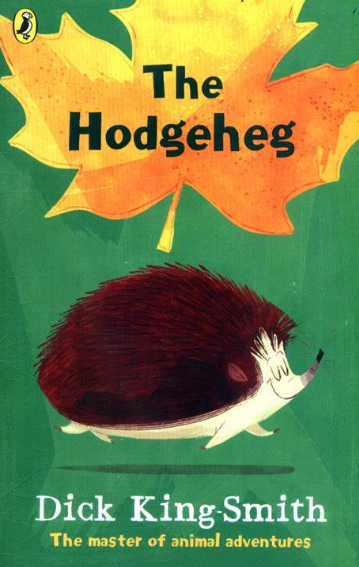 The
Hodgeheg
Dick King-Smith
The master of animal adventures